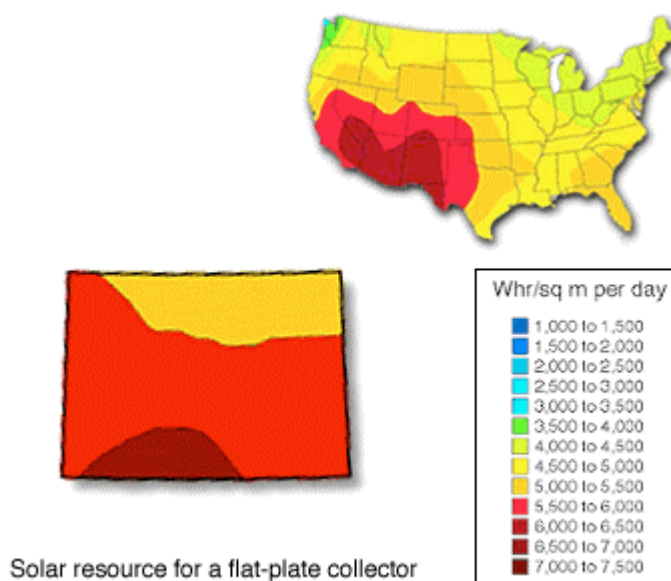 Whr/sq m per day
1,000 to 1,500
1,500 to 2,000
2,000 to 2,500
2,500 to 3,000
3,000 to 3,500
3,500 to 4,000
4,000 to 4,500
4,500 to 5,000
5,000 to 5,500
5,500 to 6,000
6,000 to 6,500
6,500 to 7,000
7,000 to 7,500
Solar resource for a flat-plate collector